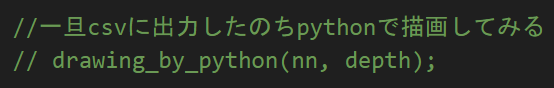 //一旦csvに出力したのちpythonで描画してみる
// drawing_by_python(nn, depth);